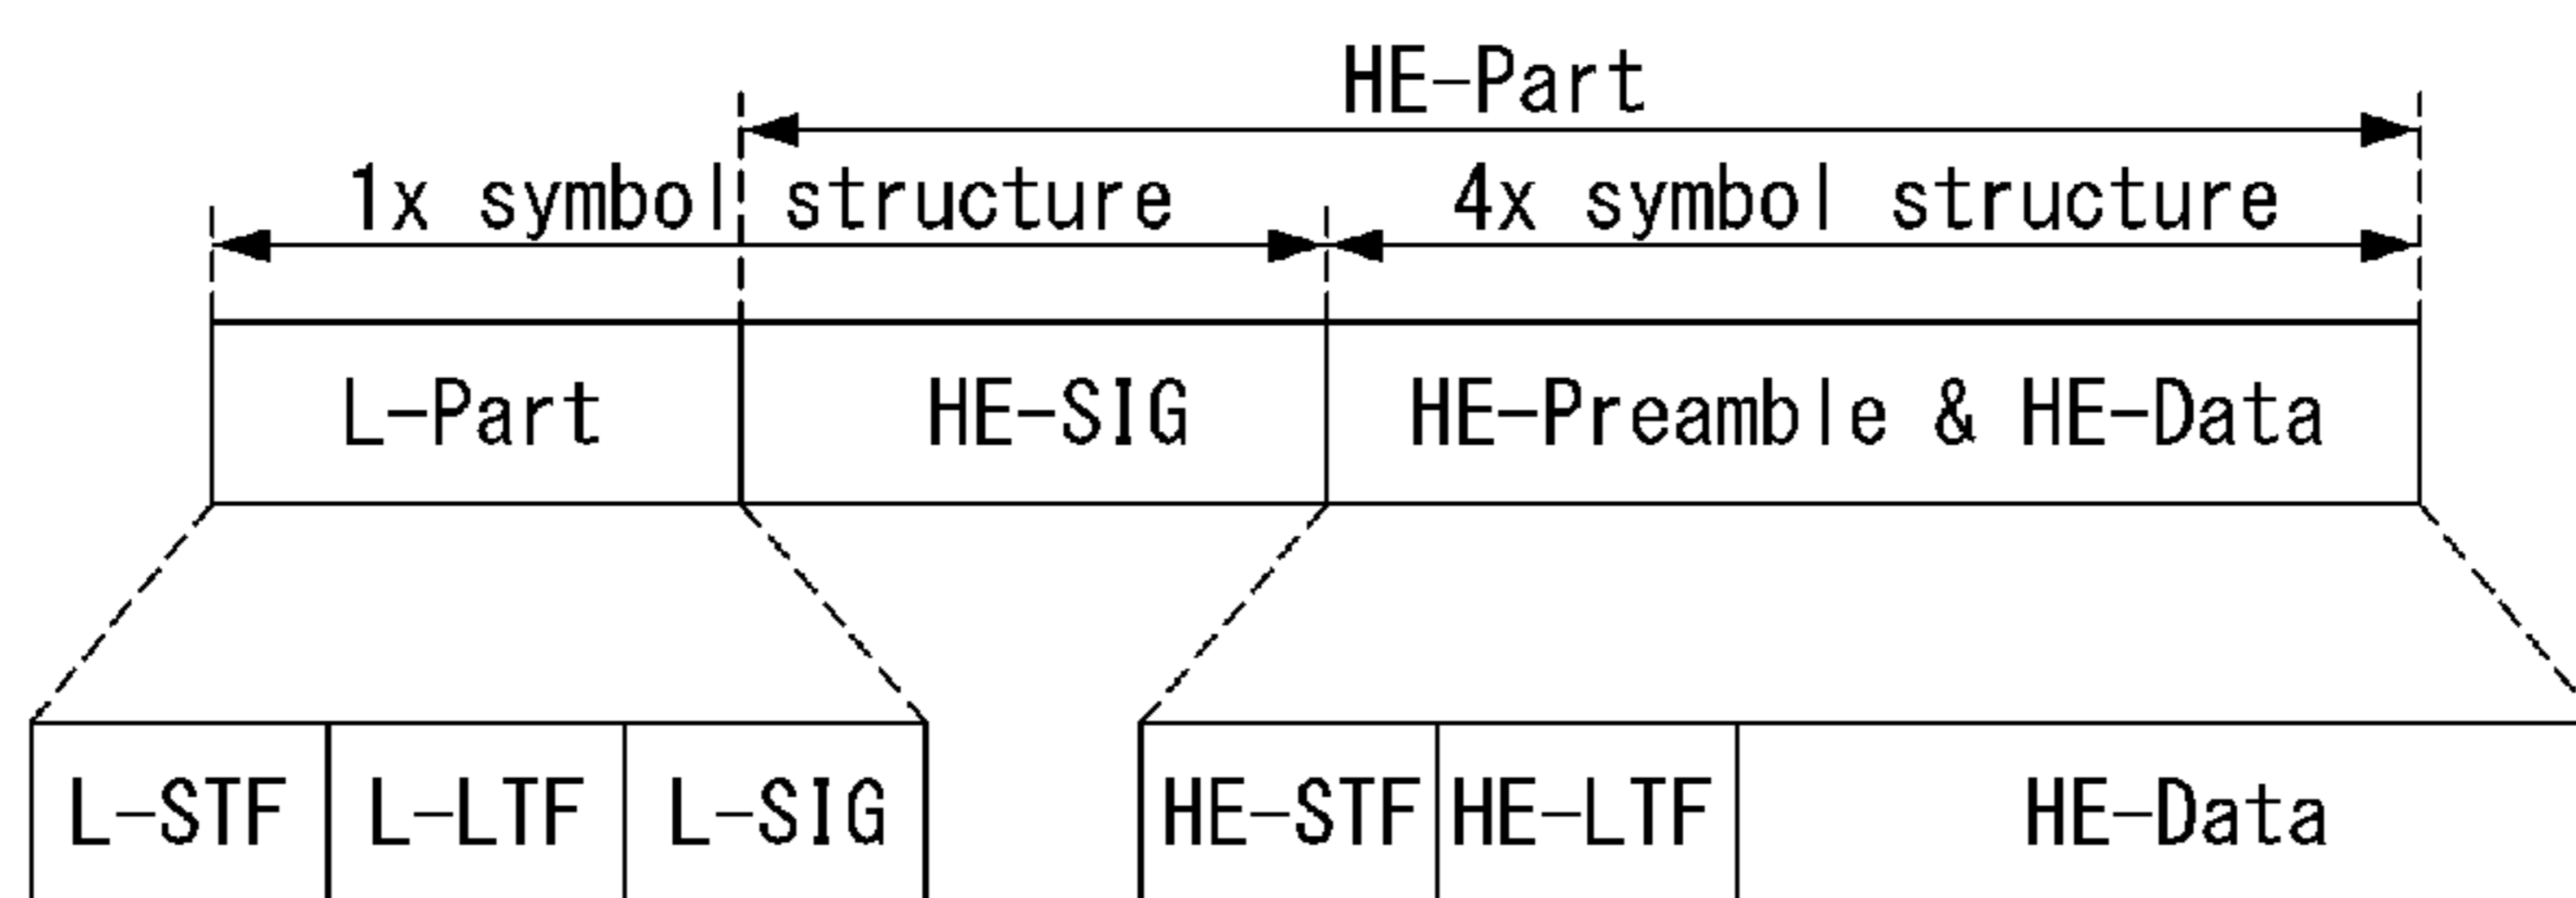 HE-Part
1x symbol structure 4x symbol structure
L-Part HE-SIG HE-Preamble & HE-Data
L-STF L-LTF L-SIG HE-STF HE-LTF HE-Data